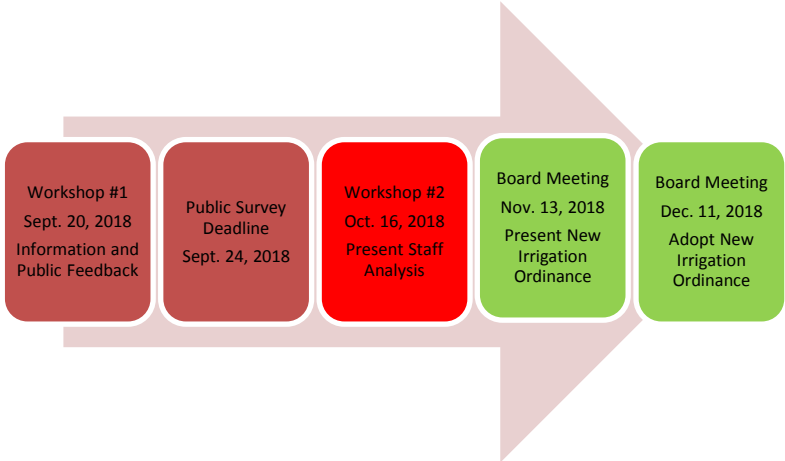 Workshop #1
Sept. 20, 2018
Information and
Public Feedback
Public Survey
Deadline
Sept. 24, 2018
Workshop #2
Oct. 16, 2018
Present Staff
Analysis
Board Meeting
Nov. 13, 2018
Present New
Irrigation
Ordinance
Board Meeting
Dec. 11, 2018
Adopt New
Irrigation
Ordinance